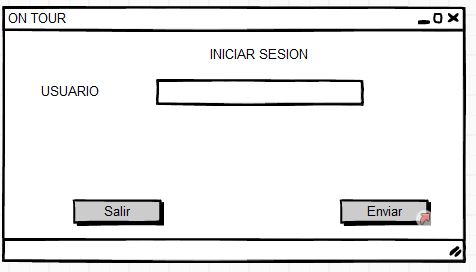 ON TOUR
INICIAR SESION
USUARIO
Salir
Enviar